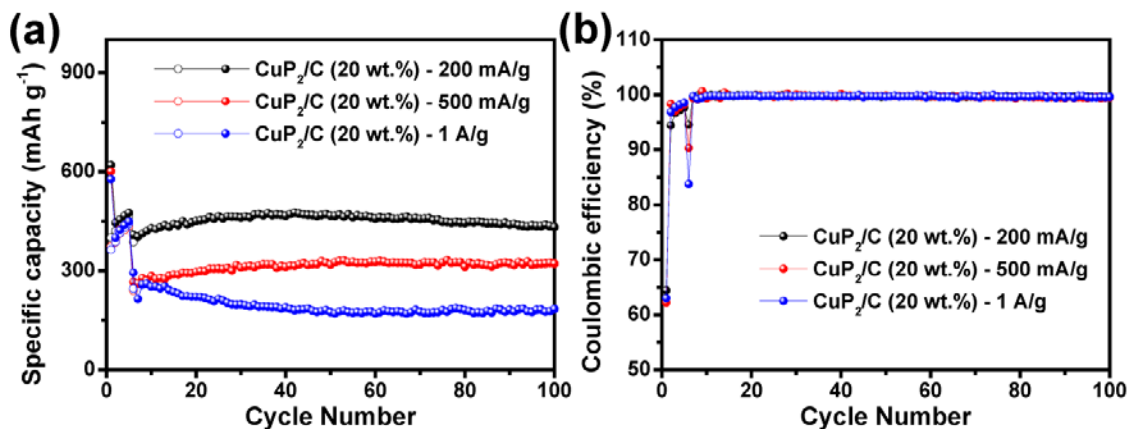 (a)
Specific capacity (mAh g⁻¹)
900
600
300
0
CuP₂/C (20 wt.%) - 200 mA/g
CuP₂/C (20 wt.%) - 500 mA/g
CuP₂/C (20 wt.%) - 1 A/g
0 20 40 60 80 100
Cycle Number
(b)
Coulombic efficiency (%)
110
100
90
80
70
60
50
CuP₂/C (20 wt.%) - 200 mA/g
CuP₂/C (20 wt.%) - 500 mA/g
CuP₂/C (20 wt.%) - 1 A/g
0 20 40 60 80 100
Cycle Number